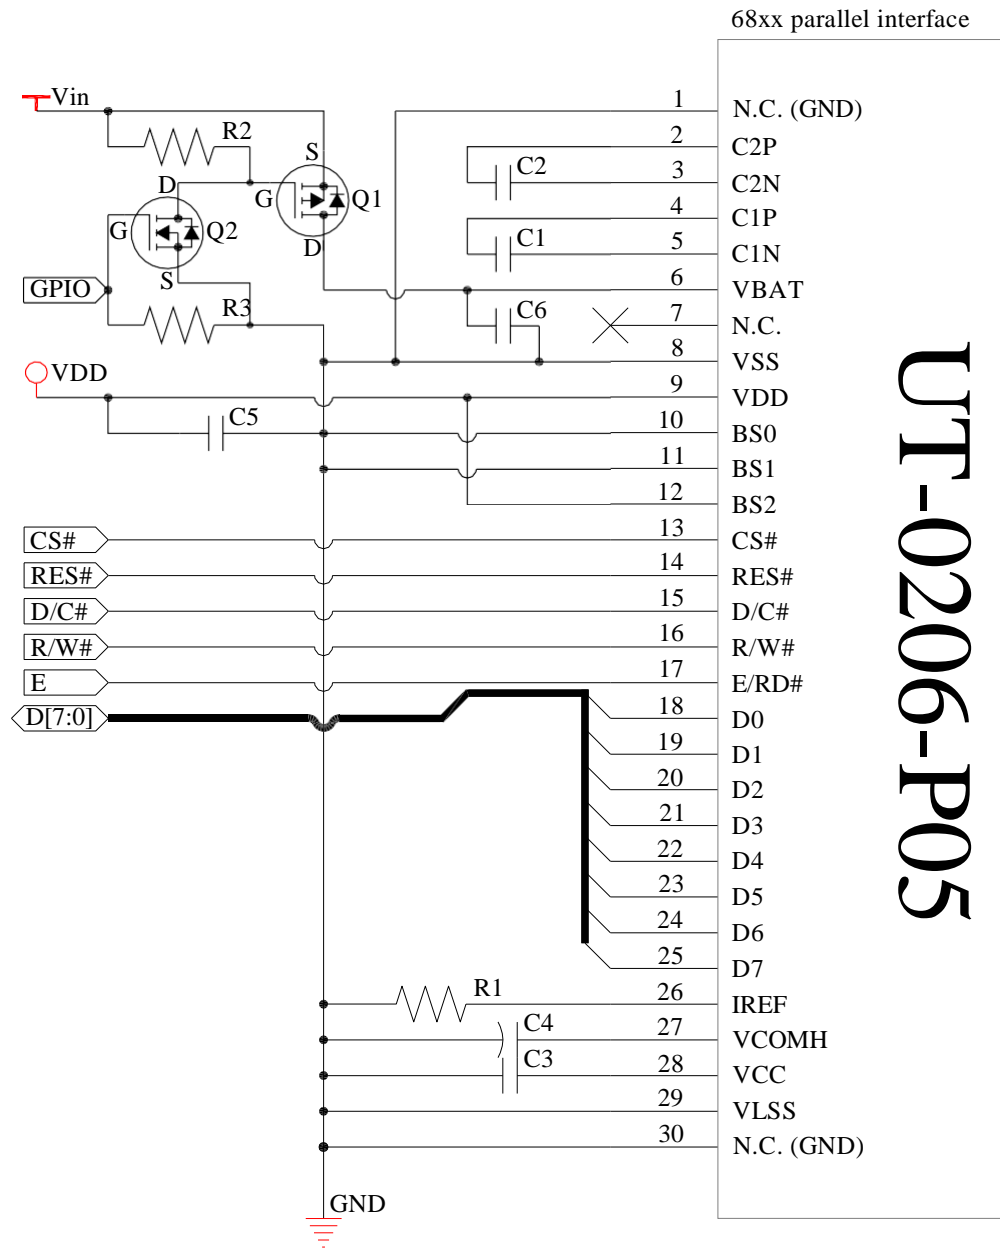 68xx parallel interface
Vin
R2
S
D
G
Q1
G
Q2
D
S
GPIO
R3
VDD
C5
C2
C1
C6
1 N.C. (GND)
2 C2P
3 C2N
4 C1P
5 C1N
6 VBAT
7 N.C.
8 VSS
9 VDD
10 BS0
11 BS1
12 BS2
CS# 13 CS#
RES# 14 RES#
D/C# 15 D/C#
R/W# 16 R/W#
E 17 E/RD#
D[7:0] 18 D0
19 D1
20 D2
21 D3
22 D4
23 D5
24 D6
25 D7
R1 26 IREF
C4 27 VCOMH
C3 28 VCC
29 VLSS
30 N.C. (GND)
GND
UT-0206-P05